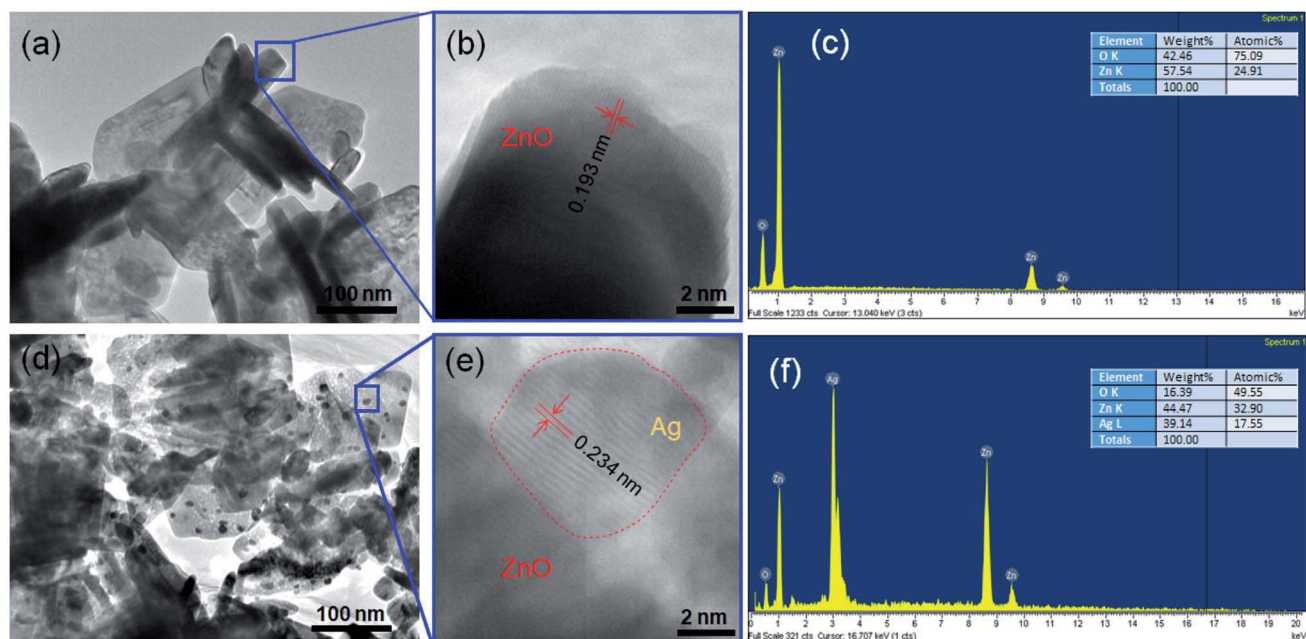 (a)
100 nm
(b)
ZnO
0.193 nm
2 nm
(c)
Spectrum 1
Element Weight% Atomic%
O K 42.46 75.09
Zn K 57.54 24.91
Totals 100.00
O
Zn
Zn
Zn
1 2 3 4 5 6 7 8 9 10 11 12 13 14 15 16
Full Scale 1233 cts Cursor: 13.040 keV (3 cts) keV
(d)
100 nm
(e)
Ag
0.234 nm
ZnO
2 nm
(f)
Spectrum 1
Element Weight% Atomic%
O K 16.39 49.55
Zn K 44.47 32.90
Ag L 39.14 17.55
Totals 100.00
O
Zn
Ag
Zn
Zn
0 1 2 3 4 5 6 7 8 9 10 11 12 13 14 15 16 17 18 19 20
Full Scale 321 cts Cursor: 16.707 keV (1 cts) keV